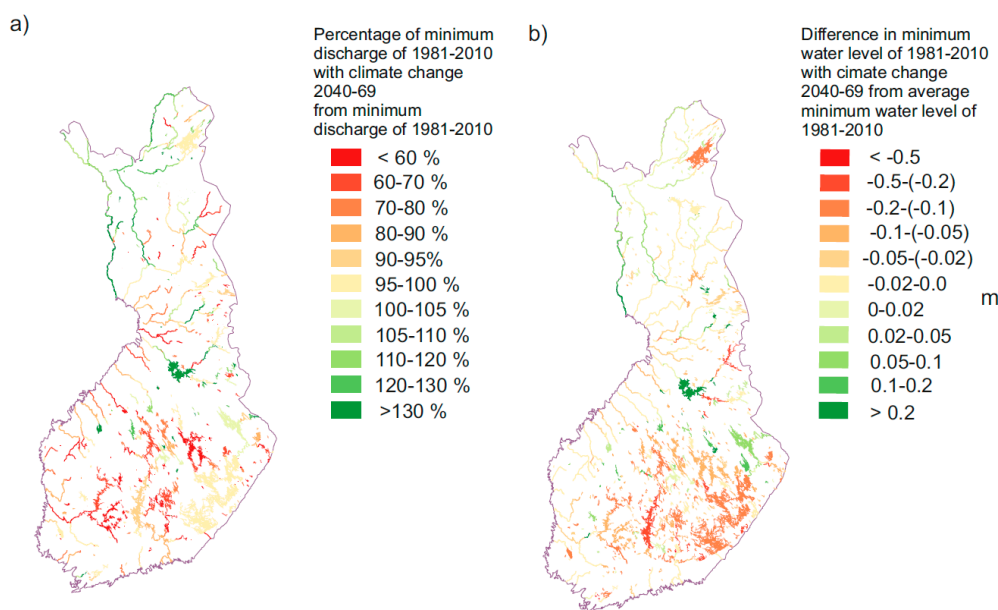 a)
Percentage of minimum
discharge of 1981-2010
with climate change
2040-69
from minimum
discharge of 1981-2010
< 60 %
60-70 %
70-80 %
80-90 %
90-95%
95-100 %
100-105 %
105-110 %
110-120 %
120-130 %
>130 %
b)
Difference in minimum
water level of 1981-2010
with cimate change
2040-69 from average
minimum water level of
1981-2010
< -0.5
-0.5-(-0.2)
-0.2-(-0.1)
-0.1-(-0.05)
-0.05-(-0.02)
-0.02-0.0
0-0.02
0.02-0.05
0.05-0.1
0.1-0.2
> 0.2
m